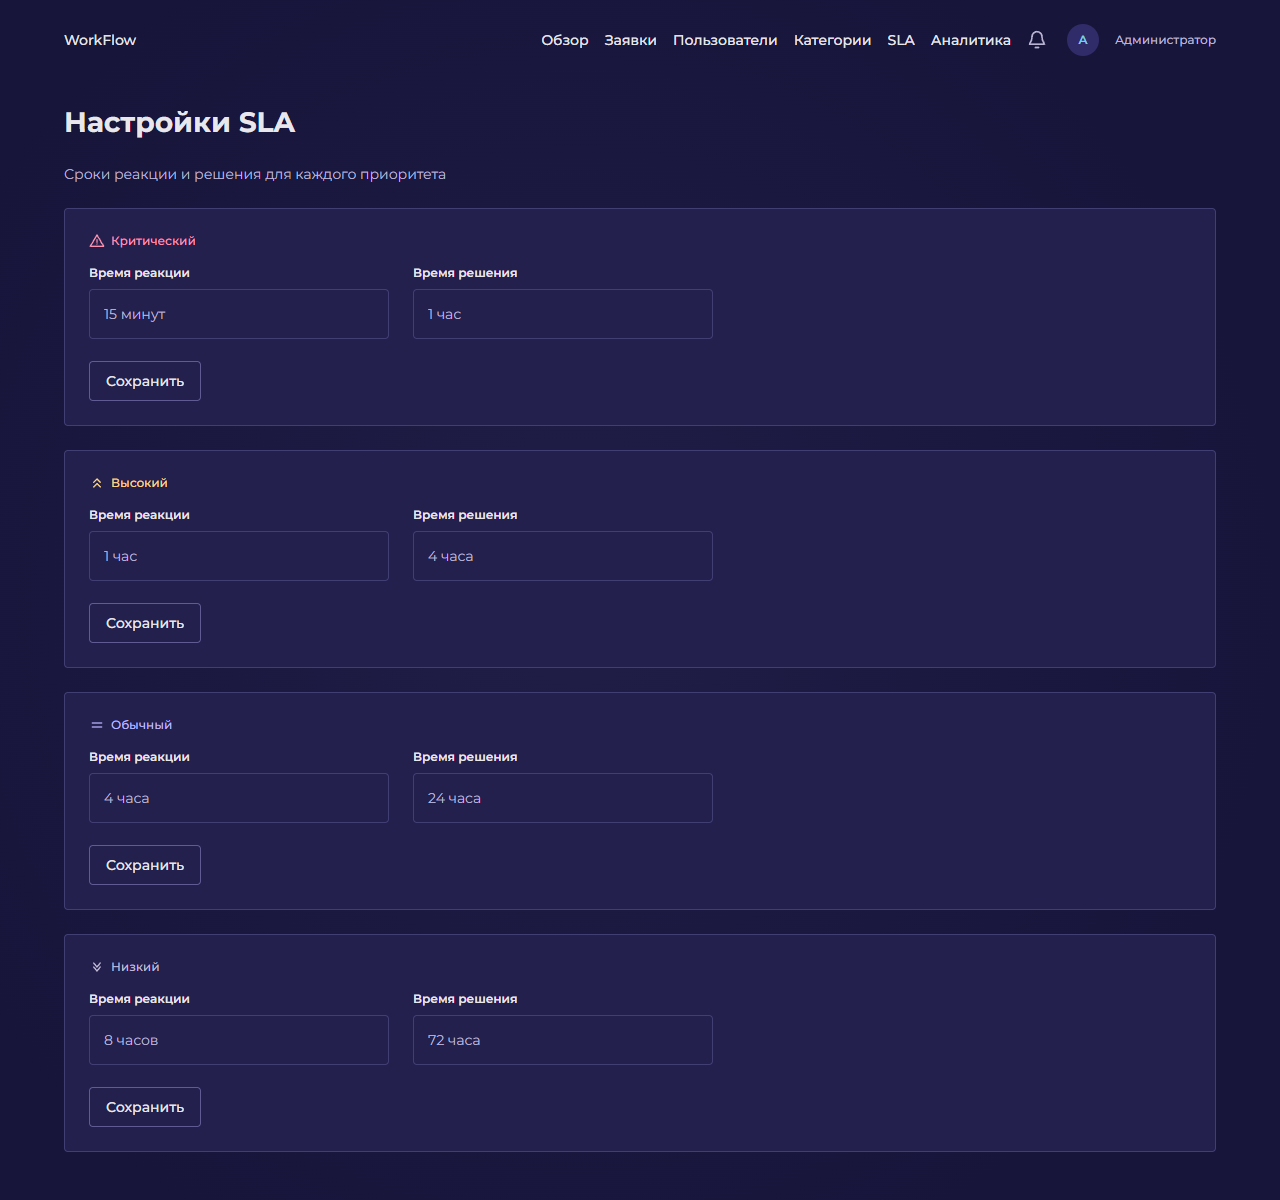 WorkFlow Обзор Заявки Пользователи Категории SLA Аналитика А Администратор
Настройки SLA
Сроки реакции и решения для каждого приоритета
Критический
Время реакции Время решения
15 минут 1 час
Сохранить
Высокий
Время реакции Время решения
1 час 4 часа
Сохранить
Обычный
Время реакции Время решения
4 часа 24 часа
Сохранить
Низкий
Время реакции Время решения
8 часов 72 часа
Сохранить